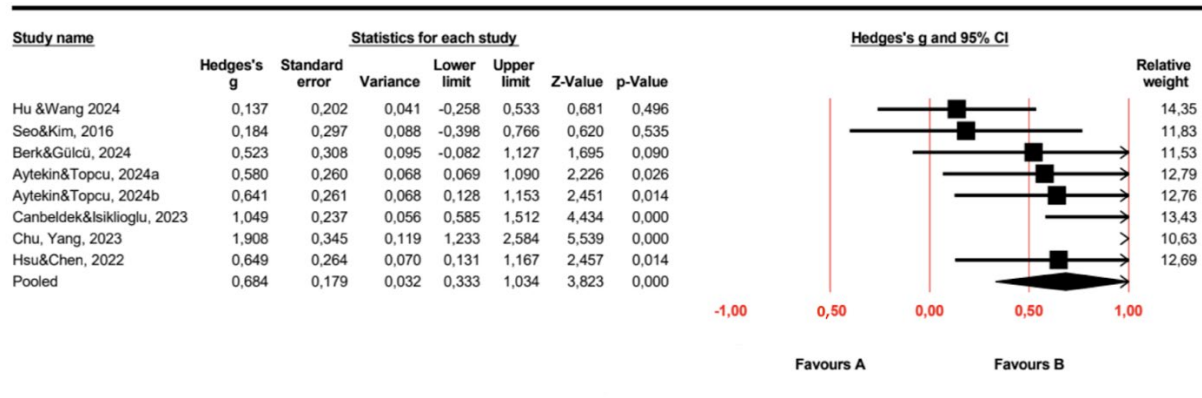 Study name Statistics for each study Hedges's g and 95% CI
Hedges's g Standard error Variance Lower limit Upper limit Z-Value p-Value Relative weight
Hu &Wang 2024 0,137 0,202 0,041 -0,258 0,533 0,681 0,496 14,35
Seo&Kim, 2016 0,184 0,297 0,088 -0,398 0,766 0,620 0,535 11,83
Berk&Gülcü, 2024 0,523 0,308 0,095 -0,082 1,127 1,695 0,090 11,53
Aytekin&Topcu, 2024a 0,580 0,260 0,068 0,069 1,090 2,226 0,026 12,79
Aytekin&Topcu, 2024b 0,641 0,261 0,068 0,128 1,153 2,451 0,014 12,76
Canbeldek&Isiklioglu, 2023 1,049 0,237 0,056 0,585 1,512 4,434 0,000 13,43
Chu, Yang, 2023 1,908 0,345 0,119 1,233 2,584 5,539 0,000 10,63
Hsu&Chen, 2022 0,649 0,264 0,070 0,131 1,167 2,457 0,014 12,69
Pooled 0,684 0,179 0,032 0,333 1,034 3,823 0,000
-1,00 0,50 0,00 0,50 1,00
Favours A Favours B